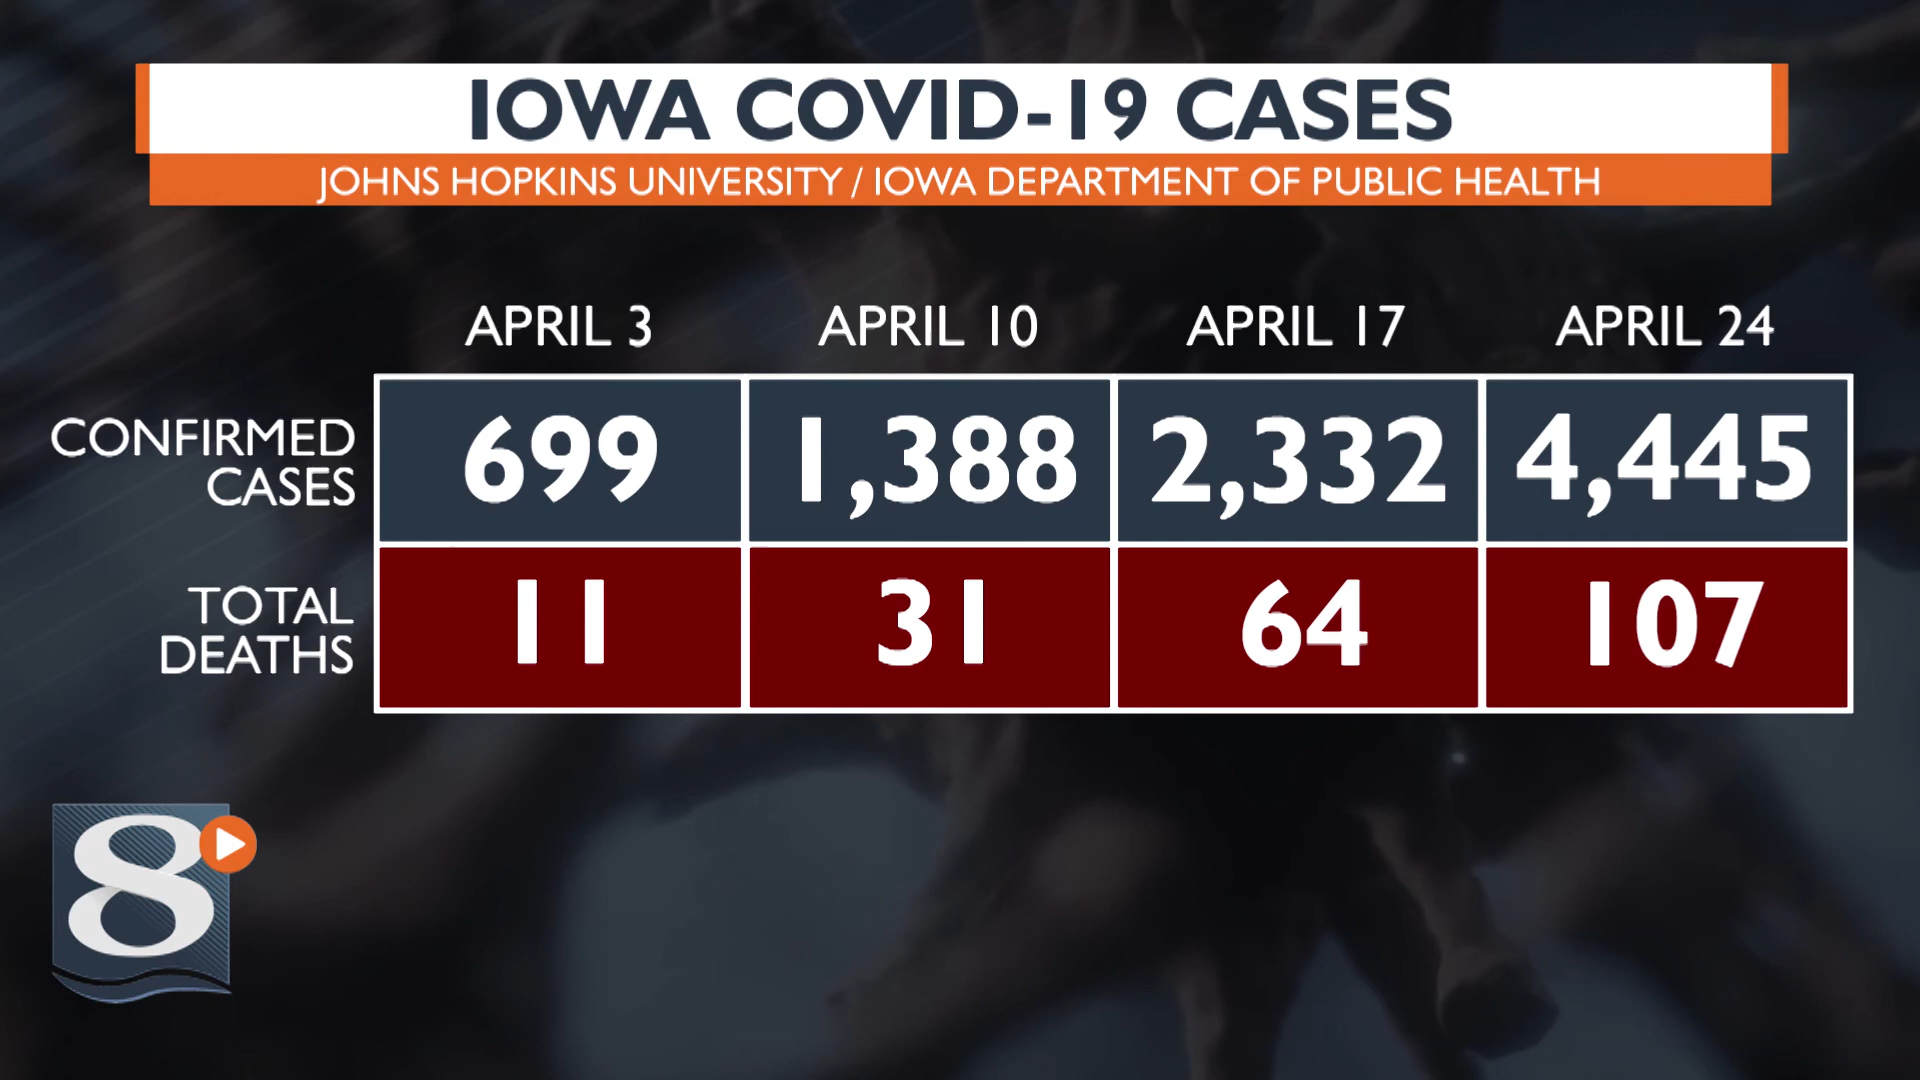 IOWA COVID-19 CASES
JOHNS HOPKINS UNIVERSITY / IOWA DEPARTMENT OF PUBLIC HEALTH
APRIL 3 APRIL 10 APRIL 17 APRIL 24
CONFIRMED
CASES
699 1,388 2,332 4,445
TOTAL
DEATHS
11 31 64 107
8